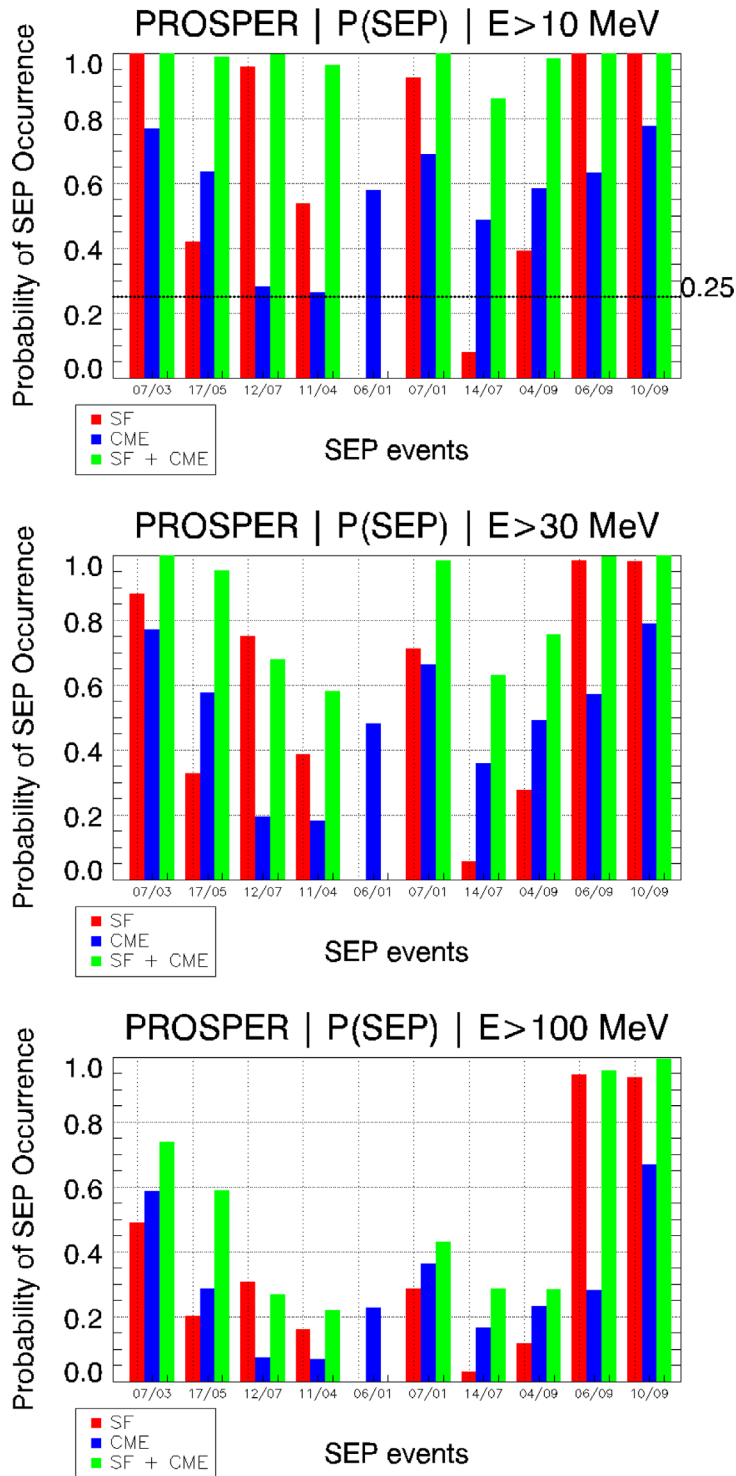 PROSPER | P(SEP) | E>10 MeV
Probability of SEP Occurrence
1.0
0.8
0.6
0.4
0.2
0.0
0.25
07/03 17/05 12/07 11/04 06/01 07/01 14/07 04/09 06/09 10/09
SF
CME
SF + CME
SEP events
PROSPER | P(SEP) | E>30 MeV
Probability of SEP Occurrence
1.0
0.8
0.6
0.4
0.2
0.0
07/03 17/05 12/07 11/04 06/01 07/01 14/07 04/09 06/09 10/09
SF
CME
SF + CME
SEP events
PROSPER | P(SEP) | E>100 MeV
Probability of SEP Occurrence
1.0
0.8
0.6
0.4
0.2
0.0
07/03 17/05 12/07 11/04 06/01 07/01 14/07 04/09 06/09 10/09
SF
CME
SF + CME
SEP events